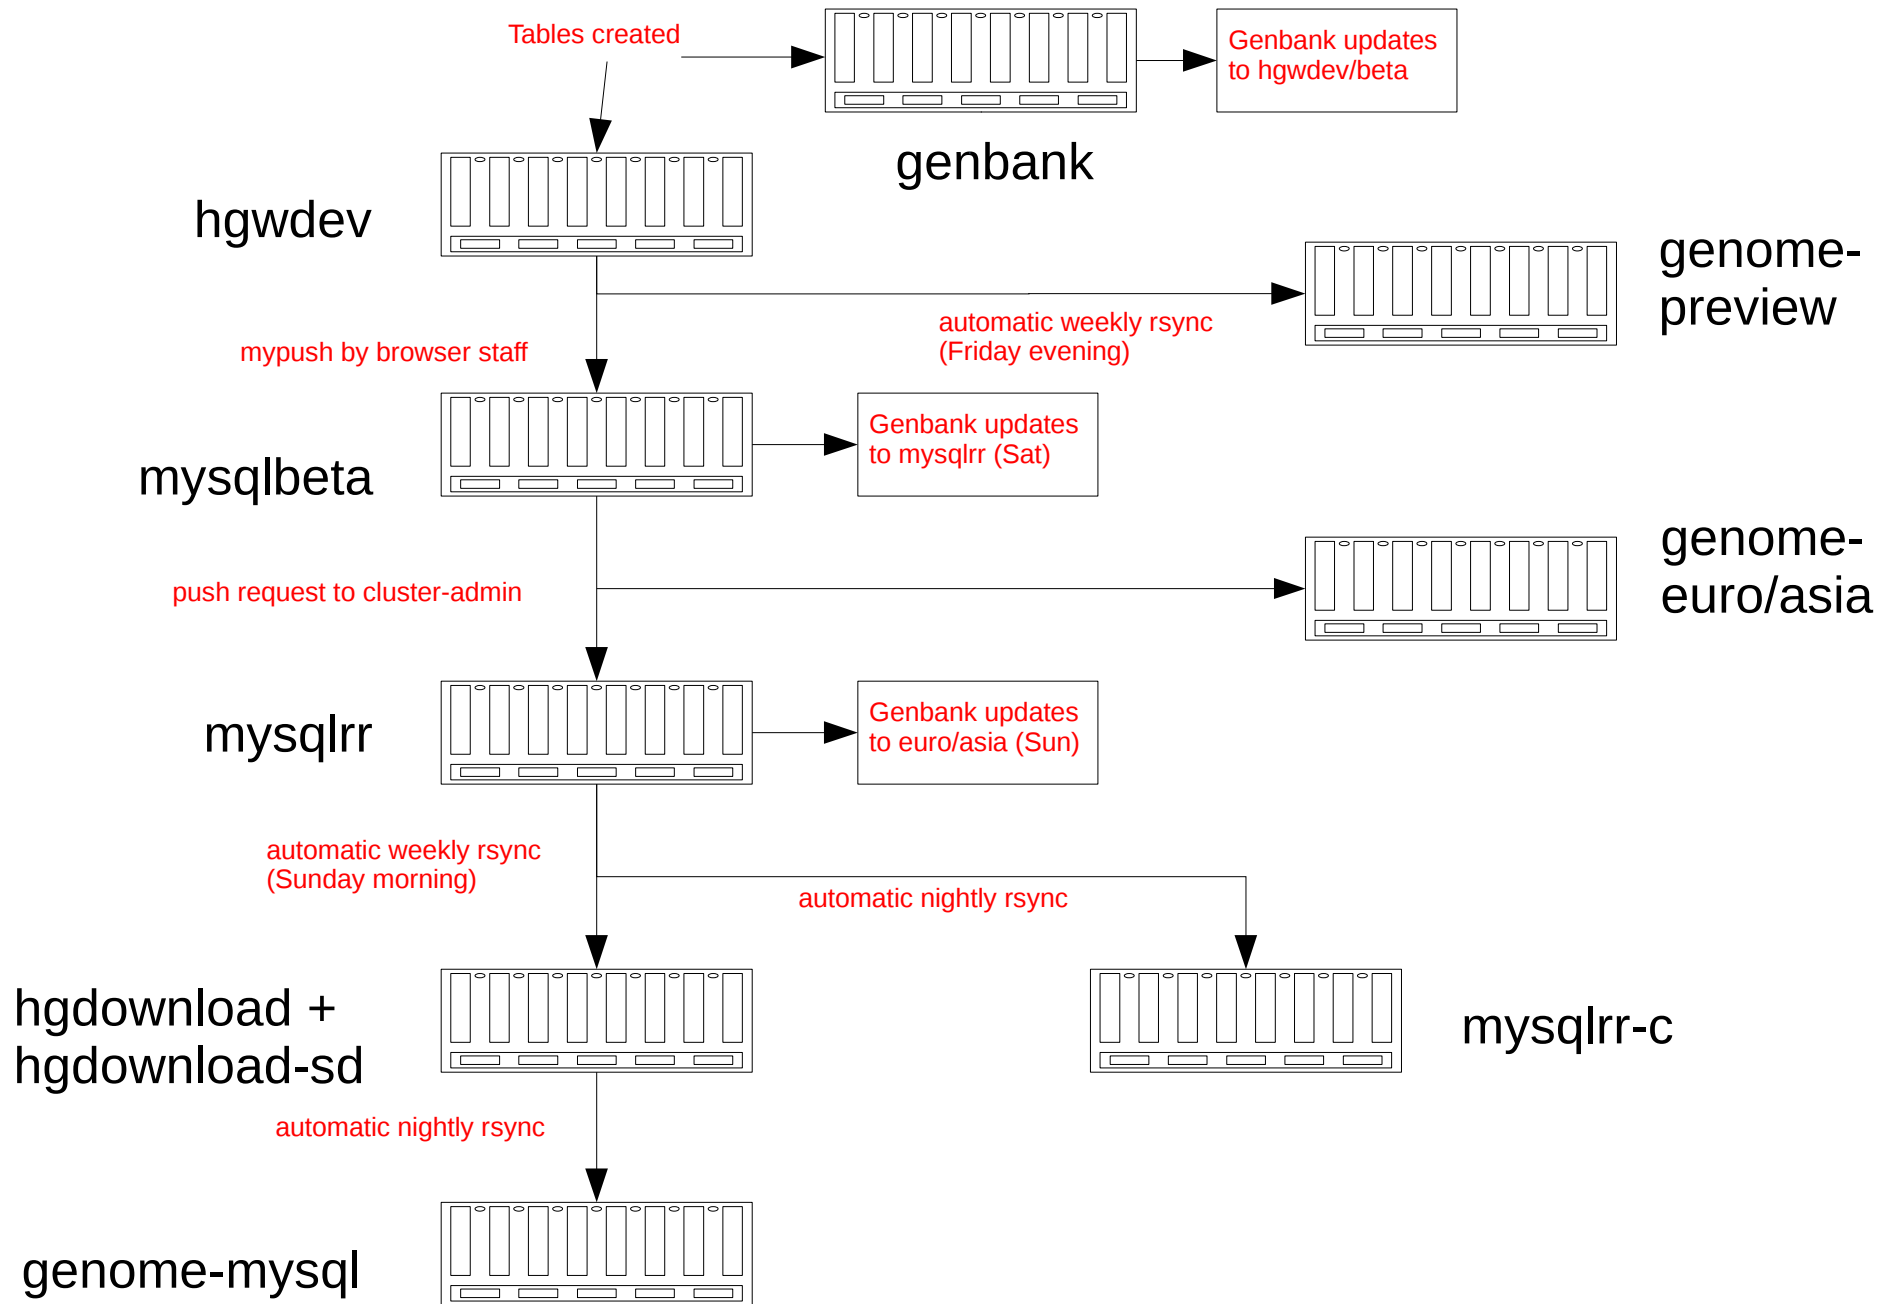 Tables created
Genbank updates
to hgwdev/beta
genbank
hgwdev
genome-
preview
automatic weekly rsync
(Friday evening)
mypush by browser staff
Genbank updates
to mysqlrr (Sat)
mysqlbeta
genome-
euro/asia
push request to cluster-admin
Genbank updates
to euro/asia (Sun)
mysqlrr
automatic weekly rsync
(Sunday morning)
automatic nightly rsync
hgdownload +
hgdownload-sd
mysqlrr-c
automatic nightly rsync
genome-mysql